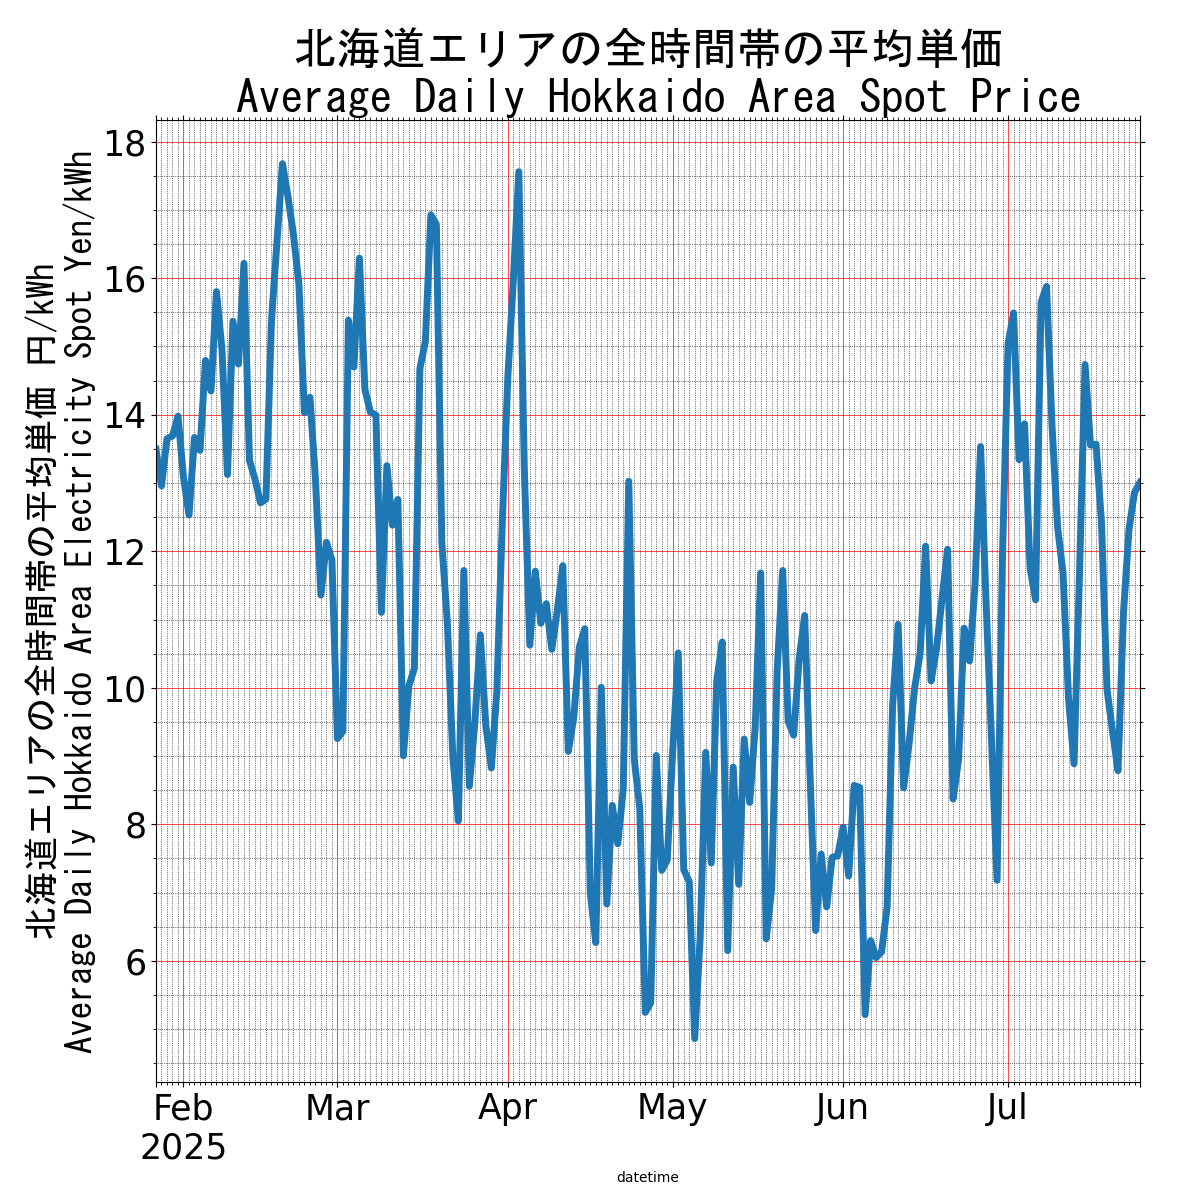 北海道エリアの全時間帯の平均単価
Average Daily Hokkaido Area Spot Price
北海道エリアの全時間帯の平均単価 円/kWh
Average Daily Hokkaido Area Electricity Spot Yen/kWh
18
16
14
12
10
8
6
Feb
2025
Mar
Apr
May
Jun
Jul
datetime